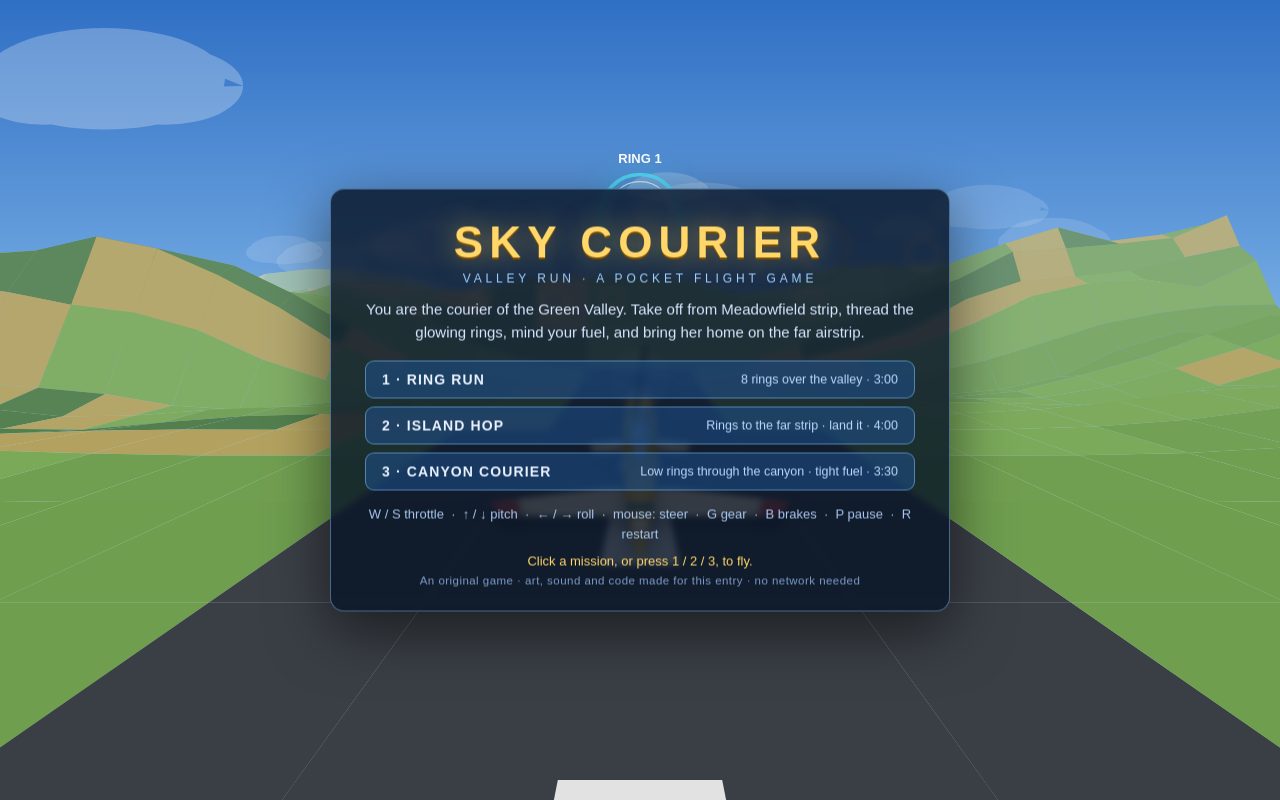 RING 1
SKY COURIER
VALLEY RUN · A POCKET FLIGHT GAME
You are the courier of the Green Valley. Take off from Meadowfield strip, thread the
glowing rings, mind your fuel, and bring her home on the far airstrip.
1 · RING RUN 8 rings over the valley · 3:00
2 · ISLAND HOP Rings to the far strip · land it · 4:00
3 · CANYON COURIER Low rings through the canyon · tight fuel · 3:30
W / S throttle · ↑ / ↓ pitch · ← / → roll · mouse: steer · G gear · B brakes · P pause · R
restart
Click a mission, or press 1 / 2 / 3, to fly.
An original game · art, sound and code made for this entry · no network needed